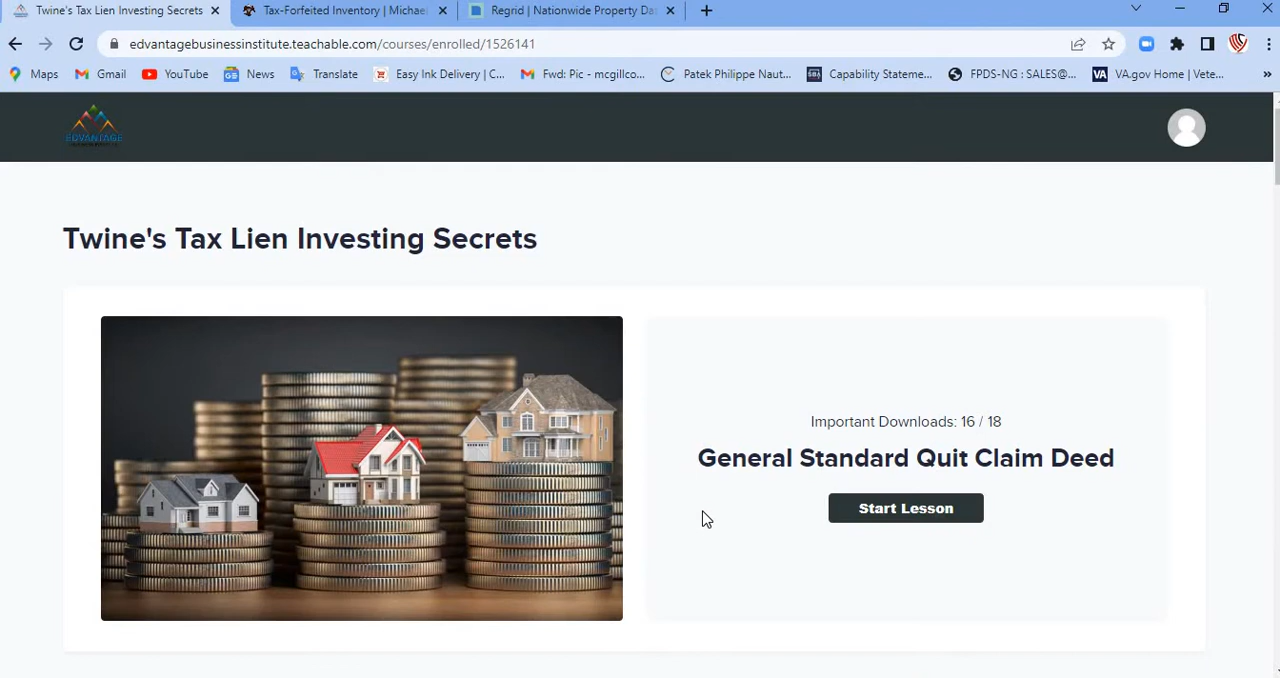 Twine's Tax Lien Investing Secrets
Tax-Forfeited Inventory | Michae
Regrid | Nationwide Property Da
edvantagebusinessinstitute.teachable.com/courses/enrolled/1526141
Maps
Gmail
YouTube
News
Translate
Easy Ink Delivery | C...
Fwd: Pic - mcgillco...
Patek Philippe Naut...
Capability Stateme...
FPDS-NG : SALES@...
VA
VA.gov Home | Vete...
»
EDVANTAGE
Twine's Tax Lien Investing Secrets
Important Downloads: 16 / 18
General Standard Quit Claim Deed
Start Lesson